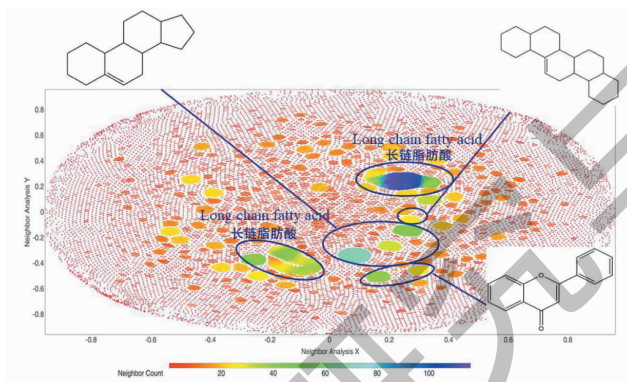 Long chain fatty acid
长链脂肪酸
Long chain fatty acid
长链脂肪酸
O
O
Neighbor Analysis Y
0.8
0.6
0.4
0.2
0
-0.2
-0.4
-0.6
-0.8
-0.8 -0.6 -0.4 -0.2 0 0.2 0.4 0.6 0.8
Neighbor Analysis X
Neighbor Count 20 40 60 80 100